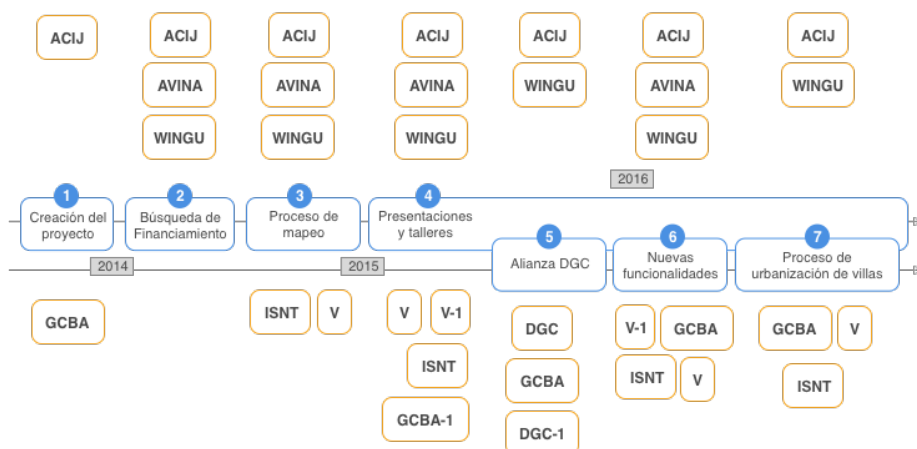 ACIJ
ACIJ
ACIJ
ACIJ
ACIJ
ACIJ
ACIJ
AVINA
AVINA
AVINA
WINGU
AVINA
WINGU
WINGU
WINGU
WINGU
WINGU
2016
1
2
3
4
Creación del
proyecto
Búsqueda de
Financiamiento
Proceso de
mapeo
Presentaciones
y talleres
5
6
7
Alianza DGC
Nuevas
funcionalidades
Proceso de
urbanización de villas
2014
2015
GCBA
ISNT
V
V
V-1
ISNT
GCBA-1
DGC
GCBA
DGC-1
V-1
GCBA
ISNT
V
GCBA
V
ISNT